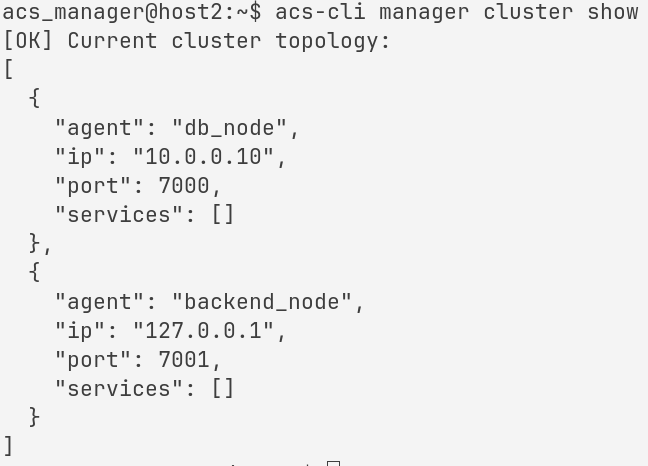 acs_manager@host2:~$ acs-cli manager cluster show
[OK] Current cluster topology:
[
  {
    "agent": "db_node",
    "ip": "10.0.0.10",
    "port": 7000,
    "services": []
  },
  {
    "agent": "backend_node",
    "ip": "127.0.0.1",
    "port": 7001,
    "services": []
  }
]